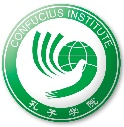 CONFUCIUS INSTITUTE
孔子学院